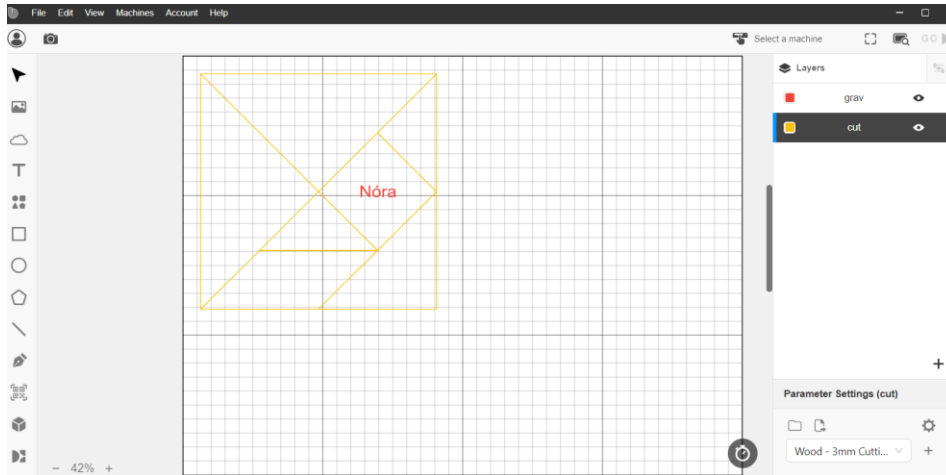 File Edit View Machines Account Help
Select a machine
GO
Layers
grav
cut
Nóra
Parameter Settings (cut)
Wood - 3mm Cutti...
42%